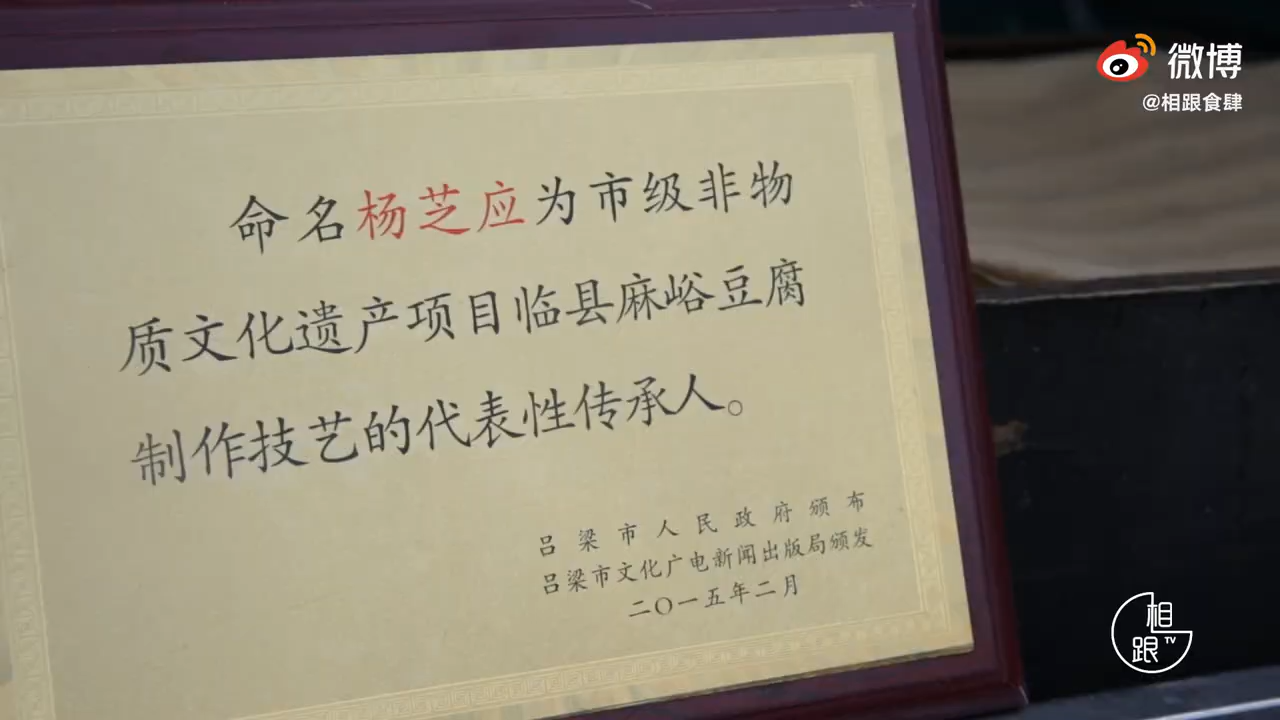 微博
@相跟食肆
命名杨芝应为市级非物
质文化遗产项目临县麻峪豆腐
制作技艺的代表性传承人。
吕梁市人民政府颁布
吕梁市文化广电新闻出版局颁发
二〇一五年二月
相跟TV